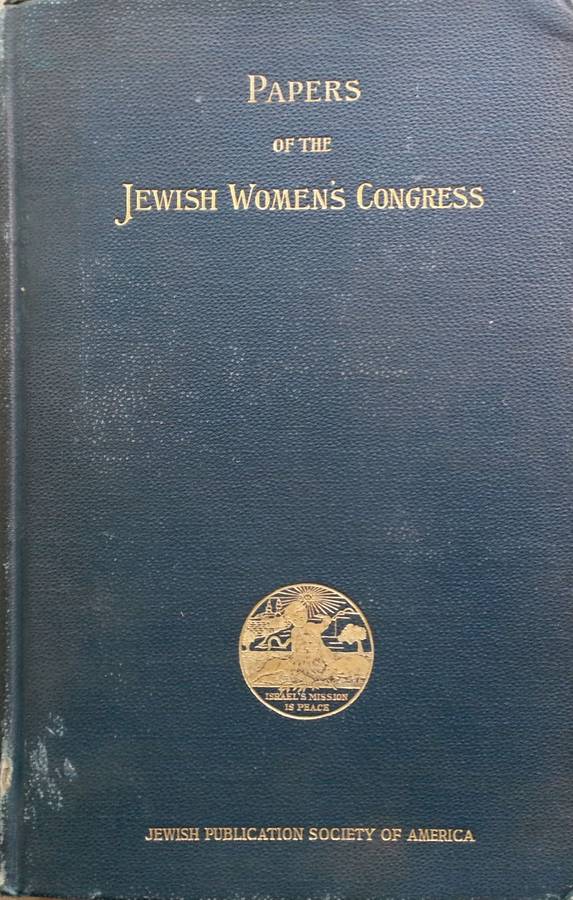 PAPERS
OF THE
JEWISH WOMEN'S CONGRESS
ISRAEL'S MISSION
IS PEACE
JEWISH PUBLICATION SOCIETY OF AMERICA